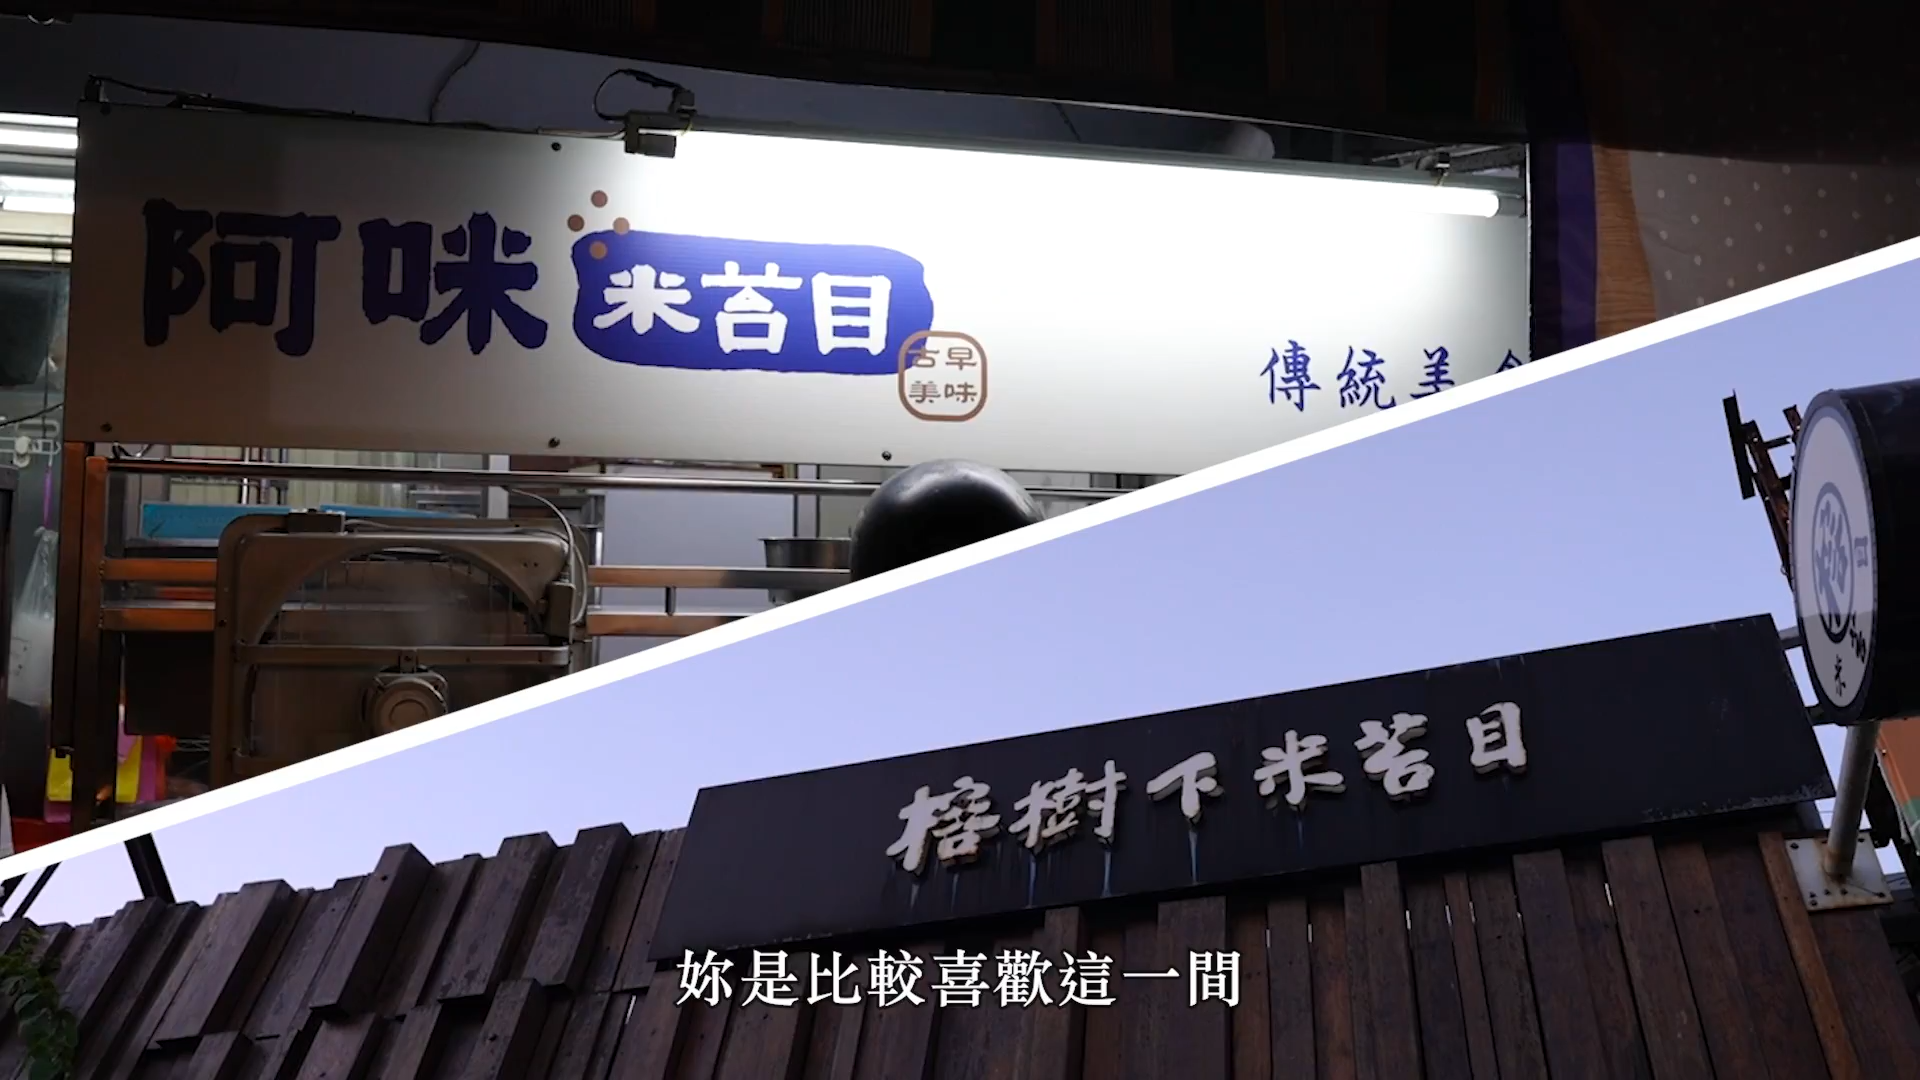 阿咪
米苔目
古早
美味
傳統美
榕樹下米苔目
米
妳是比較喜歡這一間